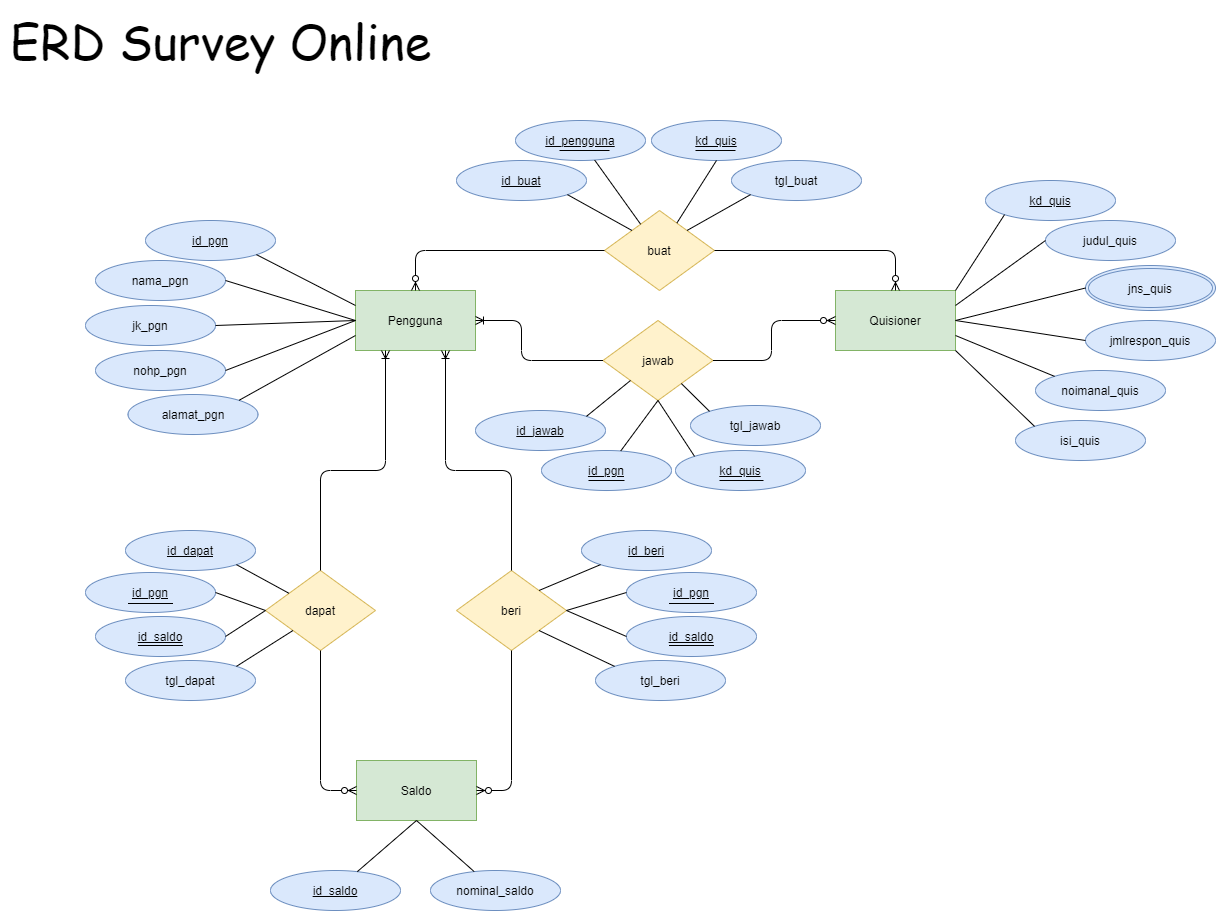 ERD Survey Online
id_pengguna
kd_quis
id_buat
tgl_buat
buat
id_pgn
nama_pgn
jk_pgn
nohp_pgn
alamat_pgn
Pengguna
Quisioner
kd_quis
judul_quis
jns_quis
jmlrespon_quis
noimanal_quis
isi_quis
jawab
id_jawab
tgl_jawab
id_pgn
kd_quis
id_dapat
id_pgn
id_saldo
tgl_dapat
dapat
beri
id_beri
id_pgn
id_saldo
tgl_beri
Saldo
id_saldo
nominal_saldo